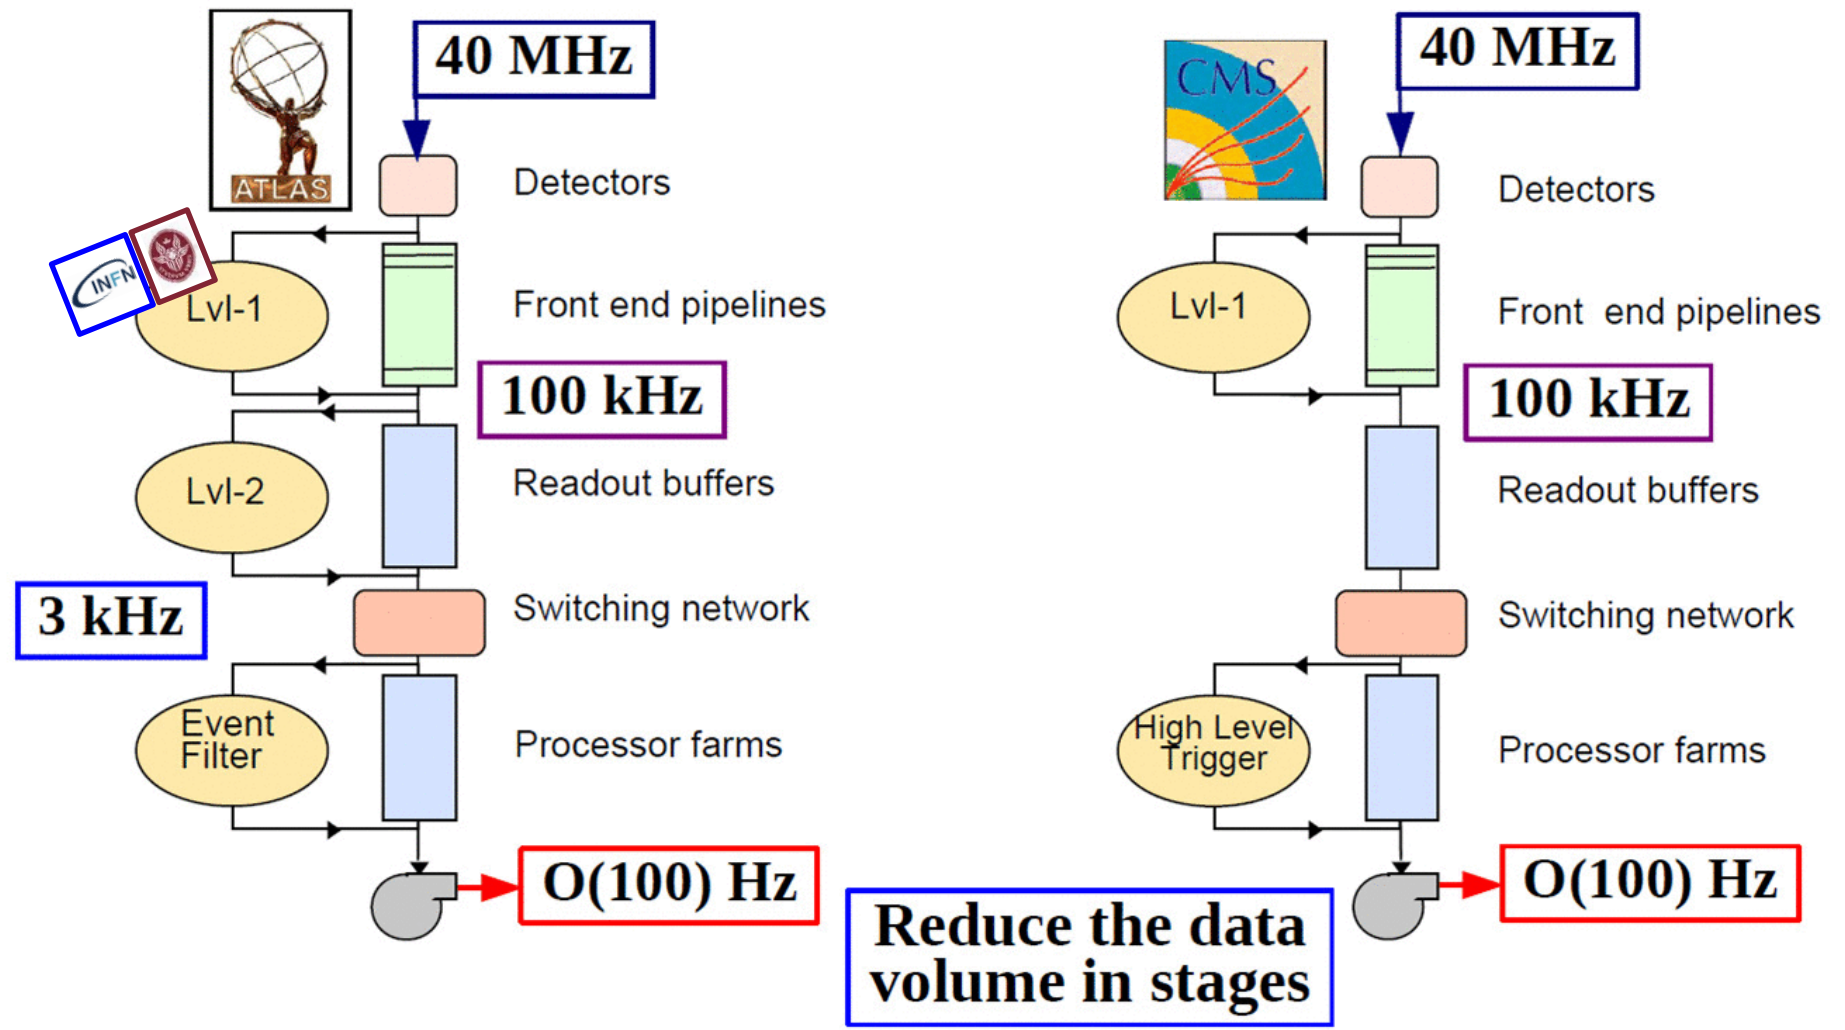 40 MHz
ATLAS
Detectors
INFN
Lvl-1
Front end pipelines
100 kHz
Lvl-2
Readout buffers
3 kHz
Switching network
Event
Filter
Processor farms
O(100) Hz
40 MHz
CMS
Detectors
Lvl-1
Front end pipelines
100 kHz
Readout buffers
Switching network
High Level
Trigger
Processor farms
O(100) Hz
Reduce the data
volume in stages